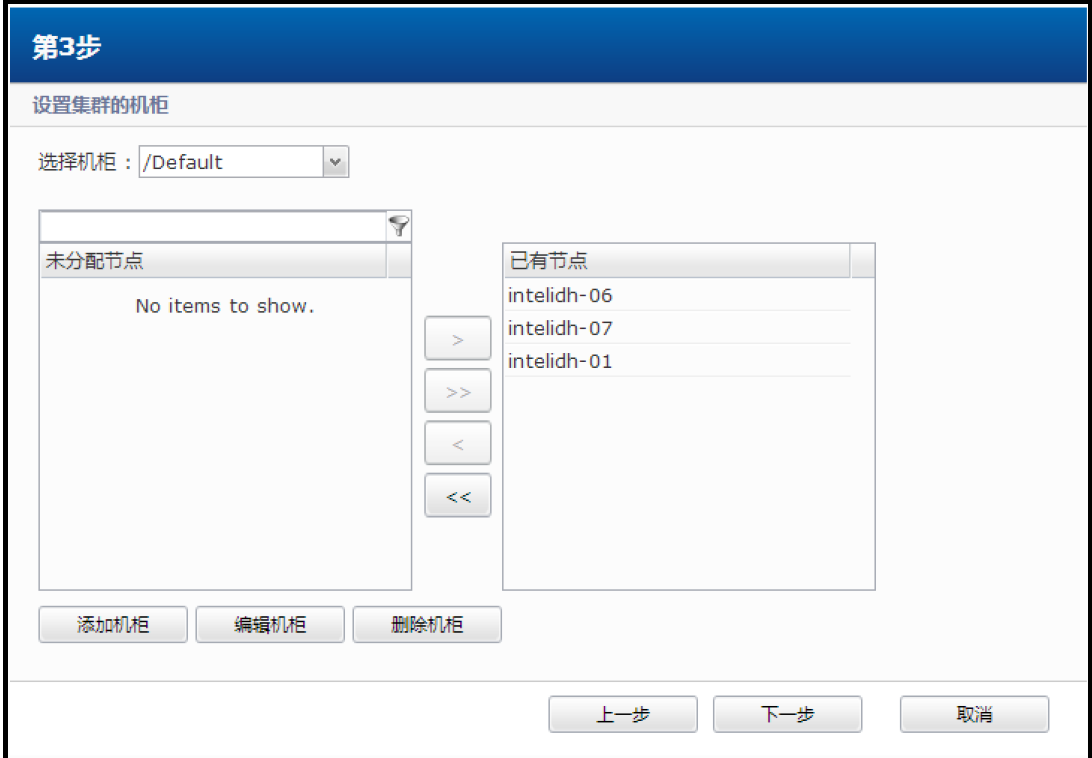 第3步
设置集群的机柜
选择机柜：/Default
未分配节点
No items to show.
>
>>
<
<<
已有节点
intelidh-06
intelidh-07
intelidh-01
添加机柜 编辑机柜 删除机柜
上一步 下一步 取消